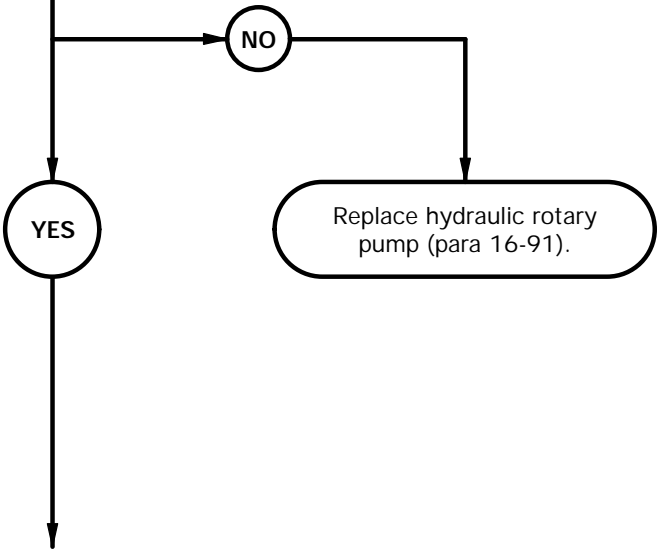 NO
YES
Replace hydraulic rotary
pump (para 16-91).